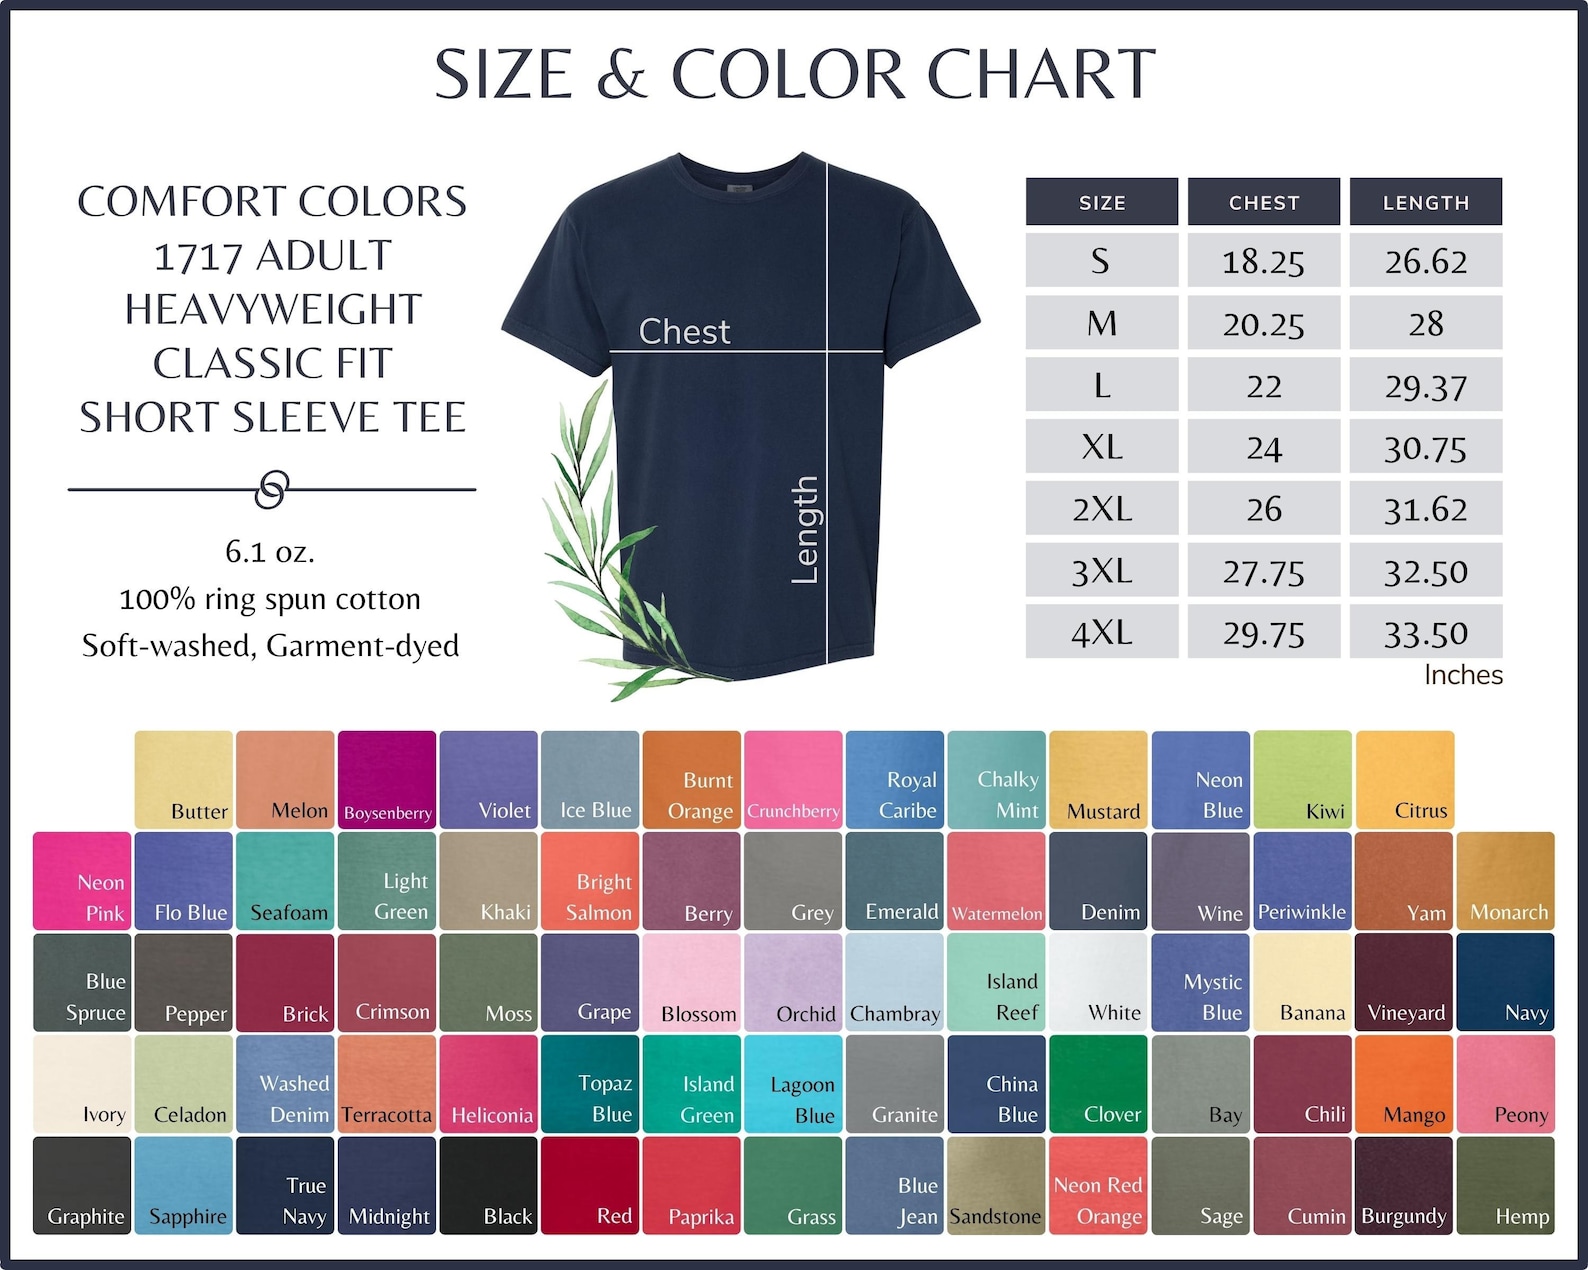 SIZE & COLOR CHART
COMFORT COLORS
1717 ADULT
HEAVYWEIGHT
CLASSIC FIT
SHORT SLEEVE TEE
6.1 oz.
100% ring spun cotton
Soft-washed, Garment-dyed
Chest
Length
SIZE CHEST LENGTH
S 18.25 26.62
M 20.25 28
L 22 29.37
XL 24 30.75
2XL 26 31.62
3XL 27.75 32.50
4XL 29.75 33.50
Inches
Butter
Melon
Boysenberry
Violet
Ice Blue
Burnt
Orange
Crunchberry
Royal
Caribe
Chalky
Mint
Mustard
Neon
Blue
Kiwi
Citrus
Neon
Pink
Flo Blue
Seafoam
Light
Green
Khaki
Bright
Salmon
Berry
Grey
Emerald
Watermelon
Denim
Wine
Periwinkle
Yam
Monarch
Blue
Spruce
Pepper
Brick
Crimson
Moss
Grape
Blossom
Orchid
Chambray
Island
Reef
White
Mystic
Blue
Banana
Vineyard
Navy
Ivory
Celadon
Washed
Denim
Terracotta
Heliconia
Topaz
Blue
Island
Green
Lagoon
Blue
Granite
China
Blue
Clover
Bay
Chili
Mango
Peony
Graphite
Sapphire
True
Navy
Midnight
Black
Red
Paprika
Grass
Blue
Jean
Sandstone
Neon Red
Orange
Sage
Cumin
Burgundy
Hemp